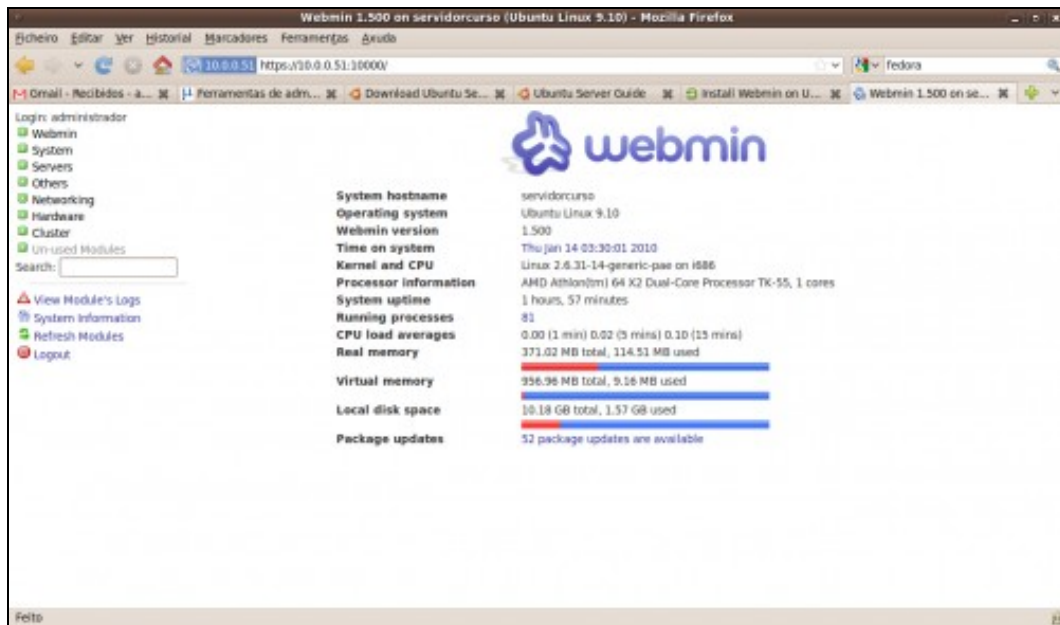 Webmin 1.500 on servidorcurso (Ubuntu Linux 9.10) - Mozilla Firefox
Ficheiro Editar Ver Historial Marcadores Ferramentas Axuda
10.0.0.51 https://10.0.0.51:10000/ fedora
Gmail - Recibidos - a... Ferramentas de adm... Download Ubuntu Se... Ubuntu Server Guide Install Webmin on U... Webmin 1.500 on se...
Login: administrador
Webmin
System
Servers
Others
Networking
Hardware
Cluster
Un-used Modules
Search:
View Module's Logs
System Information
Refresh Modules
Logout
webmin
System hostname servidorcurso
Operating system Ubuntu Linux 9.10
Webmin version 1.500
Time on system Thu Jan 14 03:30:01 2010
Kernel and CPU Linux 2.6.31-14-generic-pae on i686
Processor information AMD Athlon(tm) 64 X2 Dual-Core Processor TK-55, 1 cores
System uptime 1 hours, 57 minutes
Running processes 81
CPU load averages 0.00 (1 min) 0.02 (5 mins) 0.10 (15 mins)
Real memory 371.02 MB total, 114.51 MB used
Virtual memory 956.96 MB total, 9.16 MB used
Local disk space 10.18 GB total, 1.57 GB used
Package updates 52 package updates are available
Feito